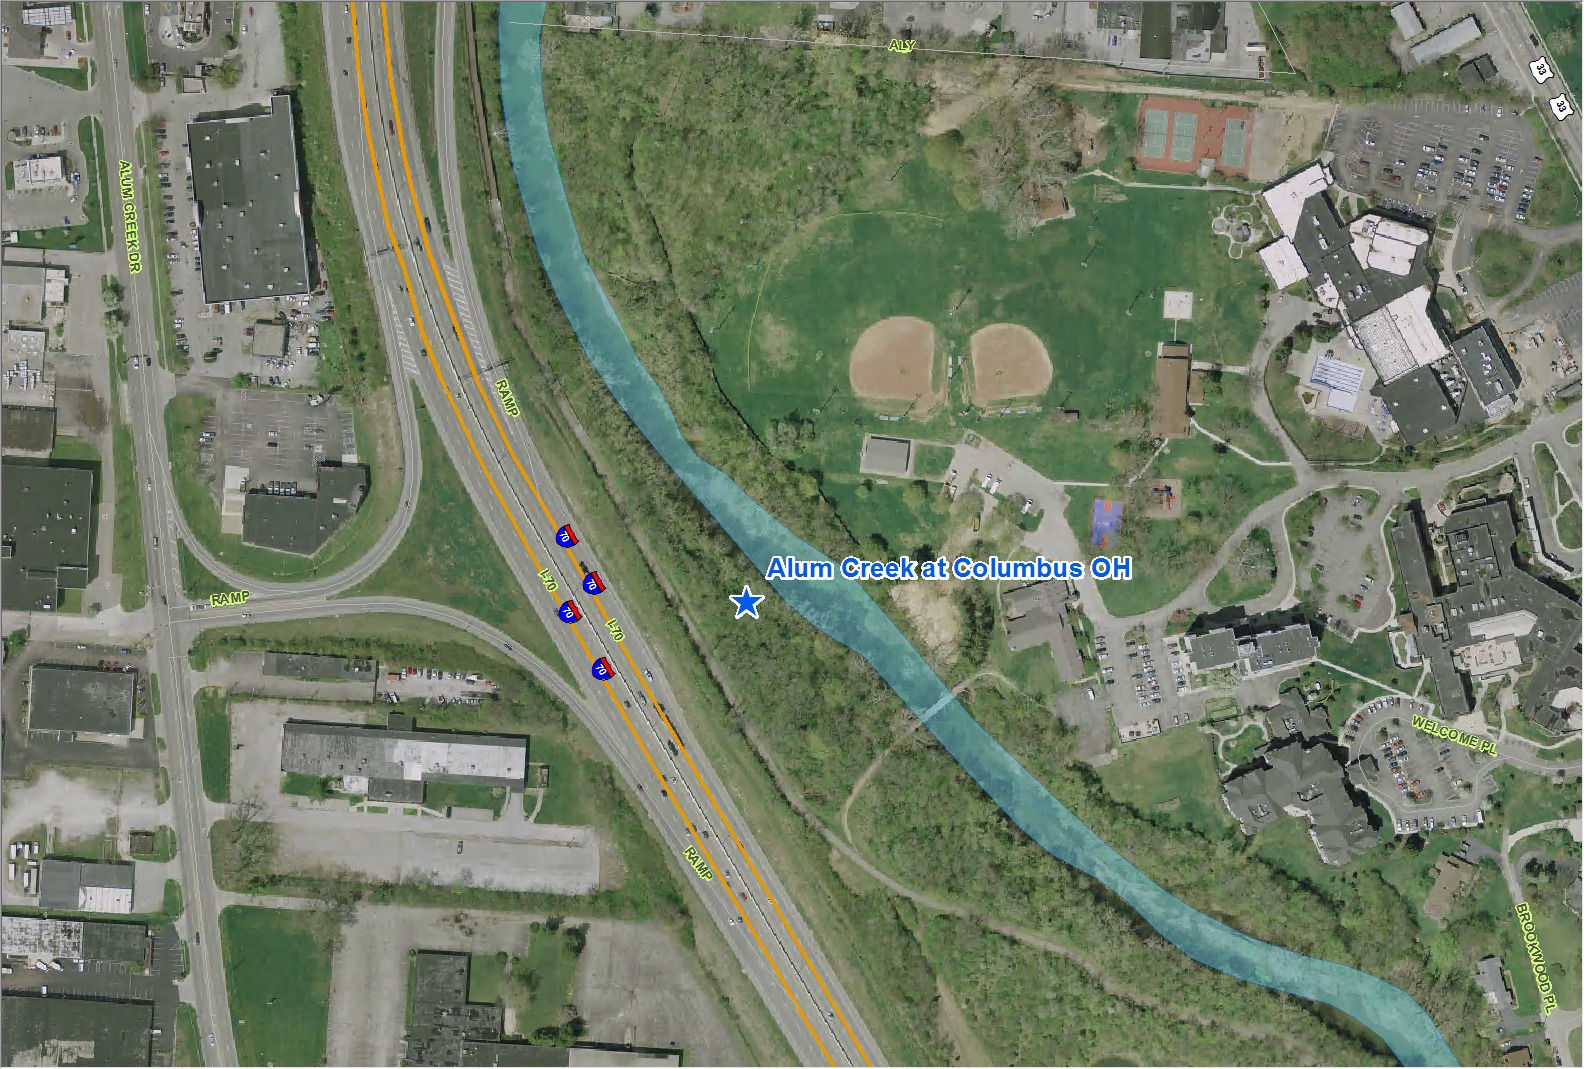 ALY
33
33
ALUM CREEK DR
RAMP
70
I-70
70
70
I-70
70
Alum Creek at Columbus OH
RAMP
WELCOME PL
RAMP
BROOKWOOD PL